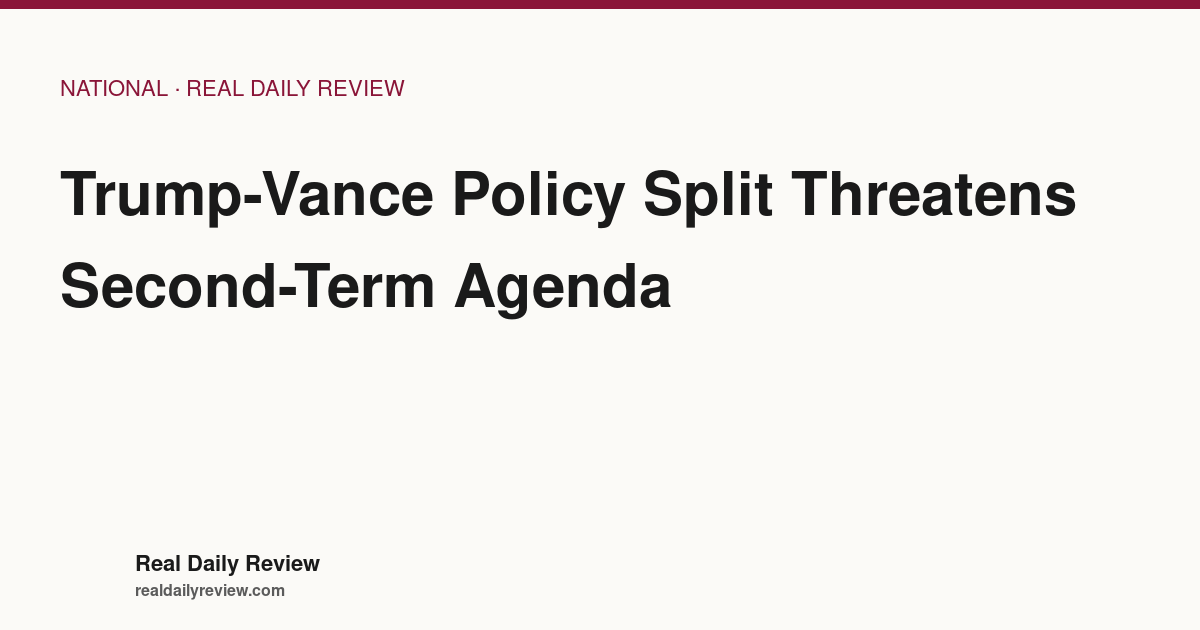 NATIONAL · REAL DAILY REVIEW
Trump-Vance Policy Split Threatens
Second-Term Agenda
Real Daily Review
realdailyreview.com